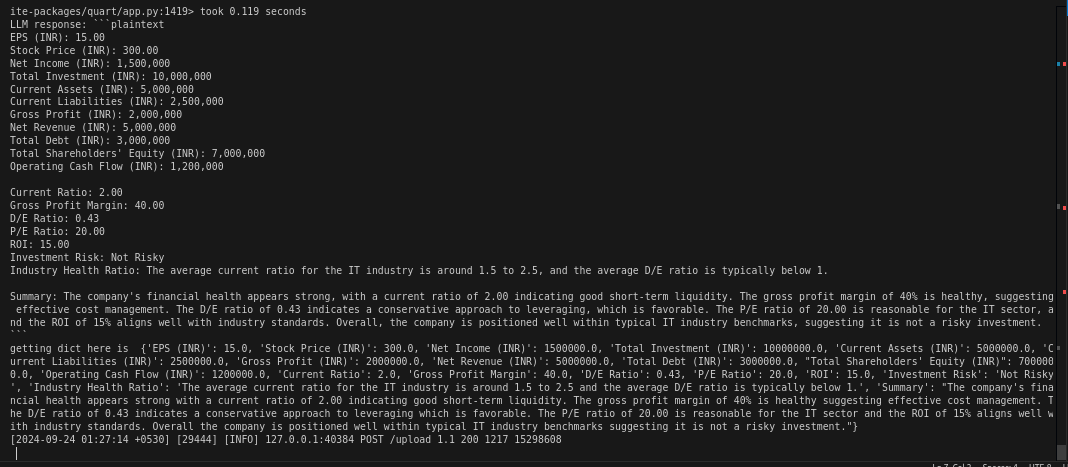 ite-packages/quart/app.py:1419> took 0.119 seconds
LLM response: ```plaintext
EPS (INR): 15.00
Stock Price (INR): 300.00
Net Income (INR): 1,500,000
Total Investment (INR): 10,000,000
Current Assets (INR): 5,000,000
Current Liabilities (INR): 2,500,000
Gross Profit (INR): 2,000,000
Net Revenue (INR): 5,000,000
Total Debt (INR): 3,000,000
Total Shareholders' Equity (INR): 7,000,000
Operating Cash Flow (INR): 1,200,000

Current Ratio: 2.00
Gross Profit Margin: 40.00
D/E Ratio: 0.43
P/E Ratio: 20.00
ROI: 15.00
Investment Risk: Not Risky
Industry Health Ratio: The average current ratio for the IT industry is around 1.5 to 2.5, and the average D/E ratio is typically below 1.

Summary: The company's financial health appears strong, with a current ratio of 2.00 indicating good short-term liquidity. The gross profit margin of 40% is healthy, suggesting
 effective cost management. The D/E ratio of 0.43 indicates a conservative approach to leveraging, which is favorable. The P/E ratio of 20.00 is reasonable for the IT sector, a
nd the ROI of 15% aligns well with industry standards. Overall, the company is positioned well within typical IT industry benchmarks, suggesting it is not a risky investment.
```
getting dict here is  {'EPS (INR)': 15.0, 'Stock Price (INR)': 300.0, 'Net Income (INR)': 1500000.0, 'Total Investment (INR)': 10000000.0, 'Current Assets (INR)': 5000000.0, 'C
urrent Liabilities (INR)': 2500000.0, 'Gross Profit (INR)': 2000000.0, 'Net Revenue (INR)': 5000000.0, 'Total Debt (INR)': 3000000.0, "Total Shareholders' Equity (INR)": 700000
0.0, 'Operating Cash Flow (INR)': 1200000.0, 'Current Ratio': 2.0, 'Gross Profit Margin': 40.0, 'D/E Ratio': 0.43, 'P/E Ratio': 20.0, 'ROI': 15.0, 'Investment Risk': 'Not Risky
', 'Industry Health Ratio': 'The average current ratio for the IT industry is around 1.5 to 2.5 and the average D/E ratio is typically below 1.', 'Summary': "The company's fina
ncial health appears strong with a current ratio of 2.00 indicating good short-term liquidity. The gross profit margin of 40% is healthy suggesting effective cost management. T
he D/E ratio of 0.43 indicates a conservative approach to leveraging which is favorable. The P/E ratio of 20.00 is reasonable for the IT sector and the ROI of 15% aligns well w
ith industry standards. Overall the company is positioned well within typical IT industry benchmarks suggesting it is not a risky investment."}
[2024-09-24 01:27:14 +0530] [29444] [INFO] 127.0.0.1:40384 POST /upload 1.1 200 1217 15298608